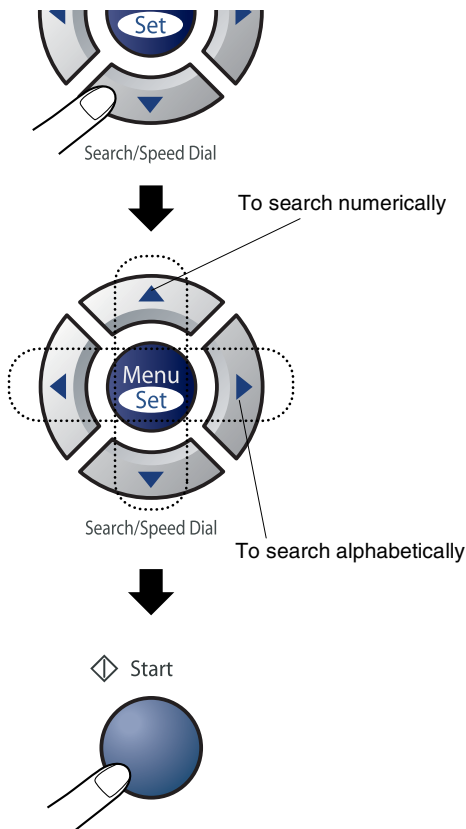 Set
Search/Speed Dial
To search numerically
Menu
Set
Search/Speed Dial
To search alphabetically
Start